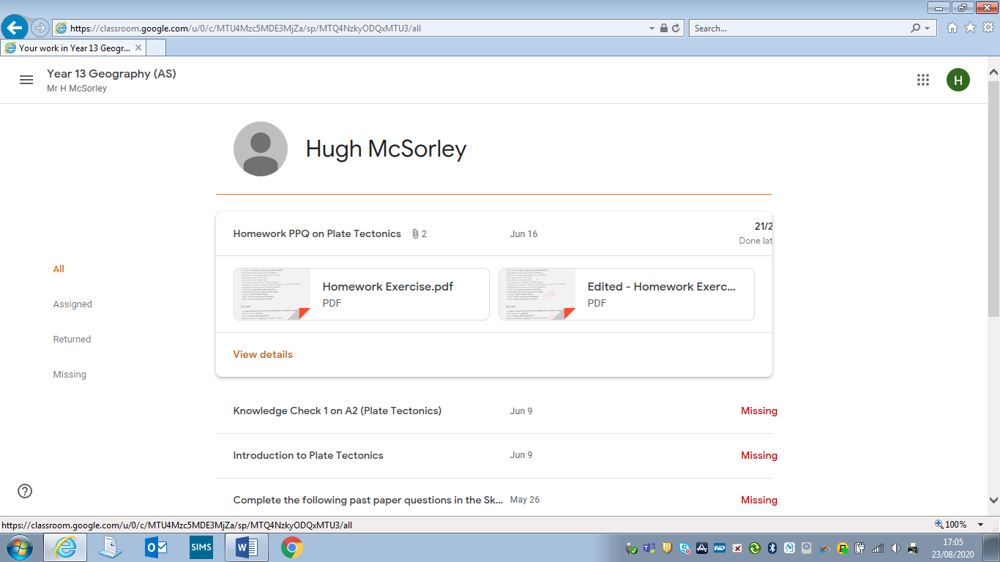 https://classroom.google.com/u/0/c/MTU4Mzc5MDE3MjZa/sp/MTQ4NzkyODQxMTU3/all
Search...
Your work in Year 13 Geogr...
Year 13 Geography (AS)
Mr H McSorley
H
Hugh McSorley
Homework PPQ on Plate Tectonics 2 Jun 16 21/2
Done lat
All
Assigned
Returned
Missing
Homework Exercise.pdf
PDF
Edited - Homework Exerc...
PDF
View details
Knowledge Check 1 on A2 (Plate Tectonics) Jun 9 Missing
Introduction to Plate Tectonics Jun 9 Missing
Complete the following past paper questions in the Sk... May 26 Missing
https://classroom.google.com/u/0/c/MTU4Mzc5MDE3MjZa/sp/MTQ4NzkyODQxMTU3/all
100%
SIMS
17:05
23/08/2020